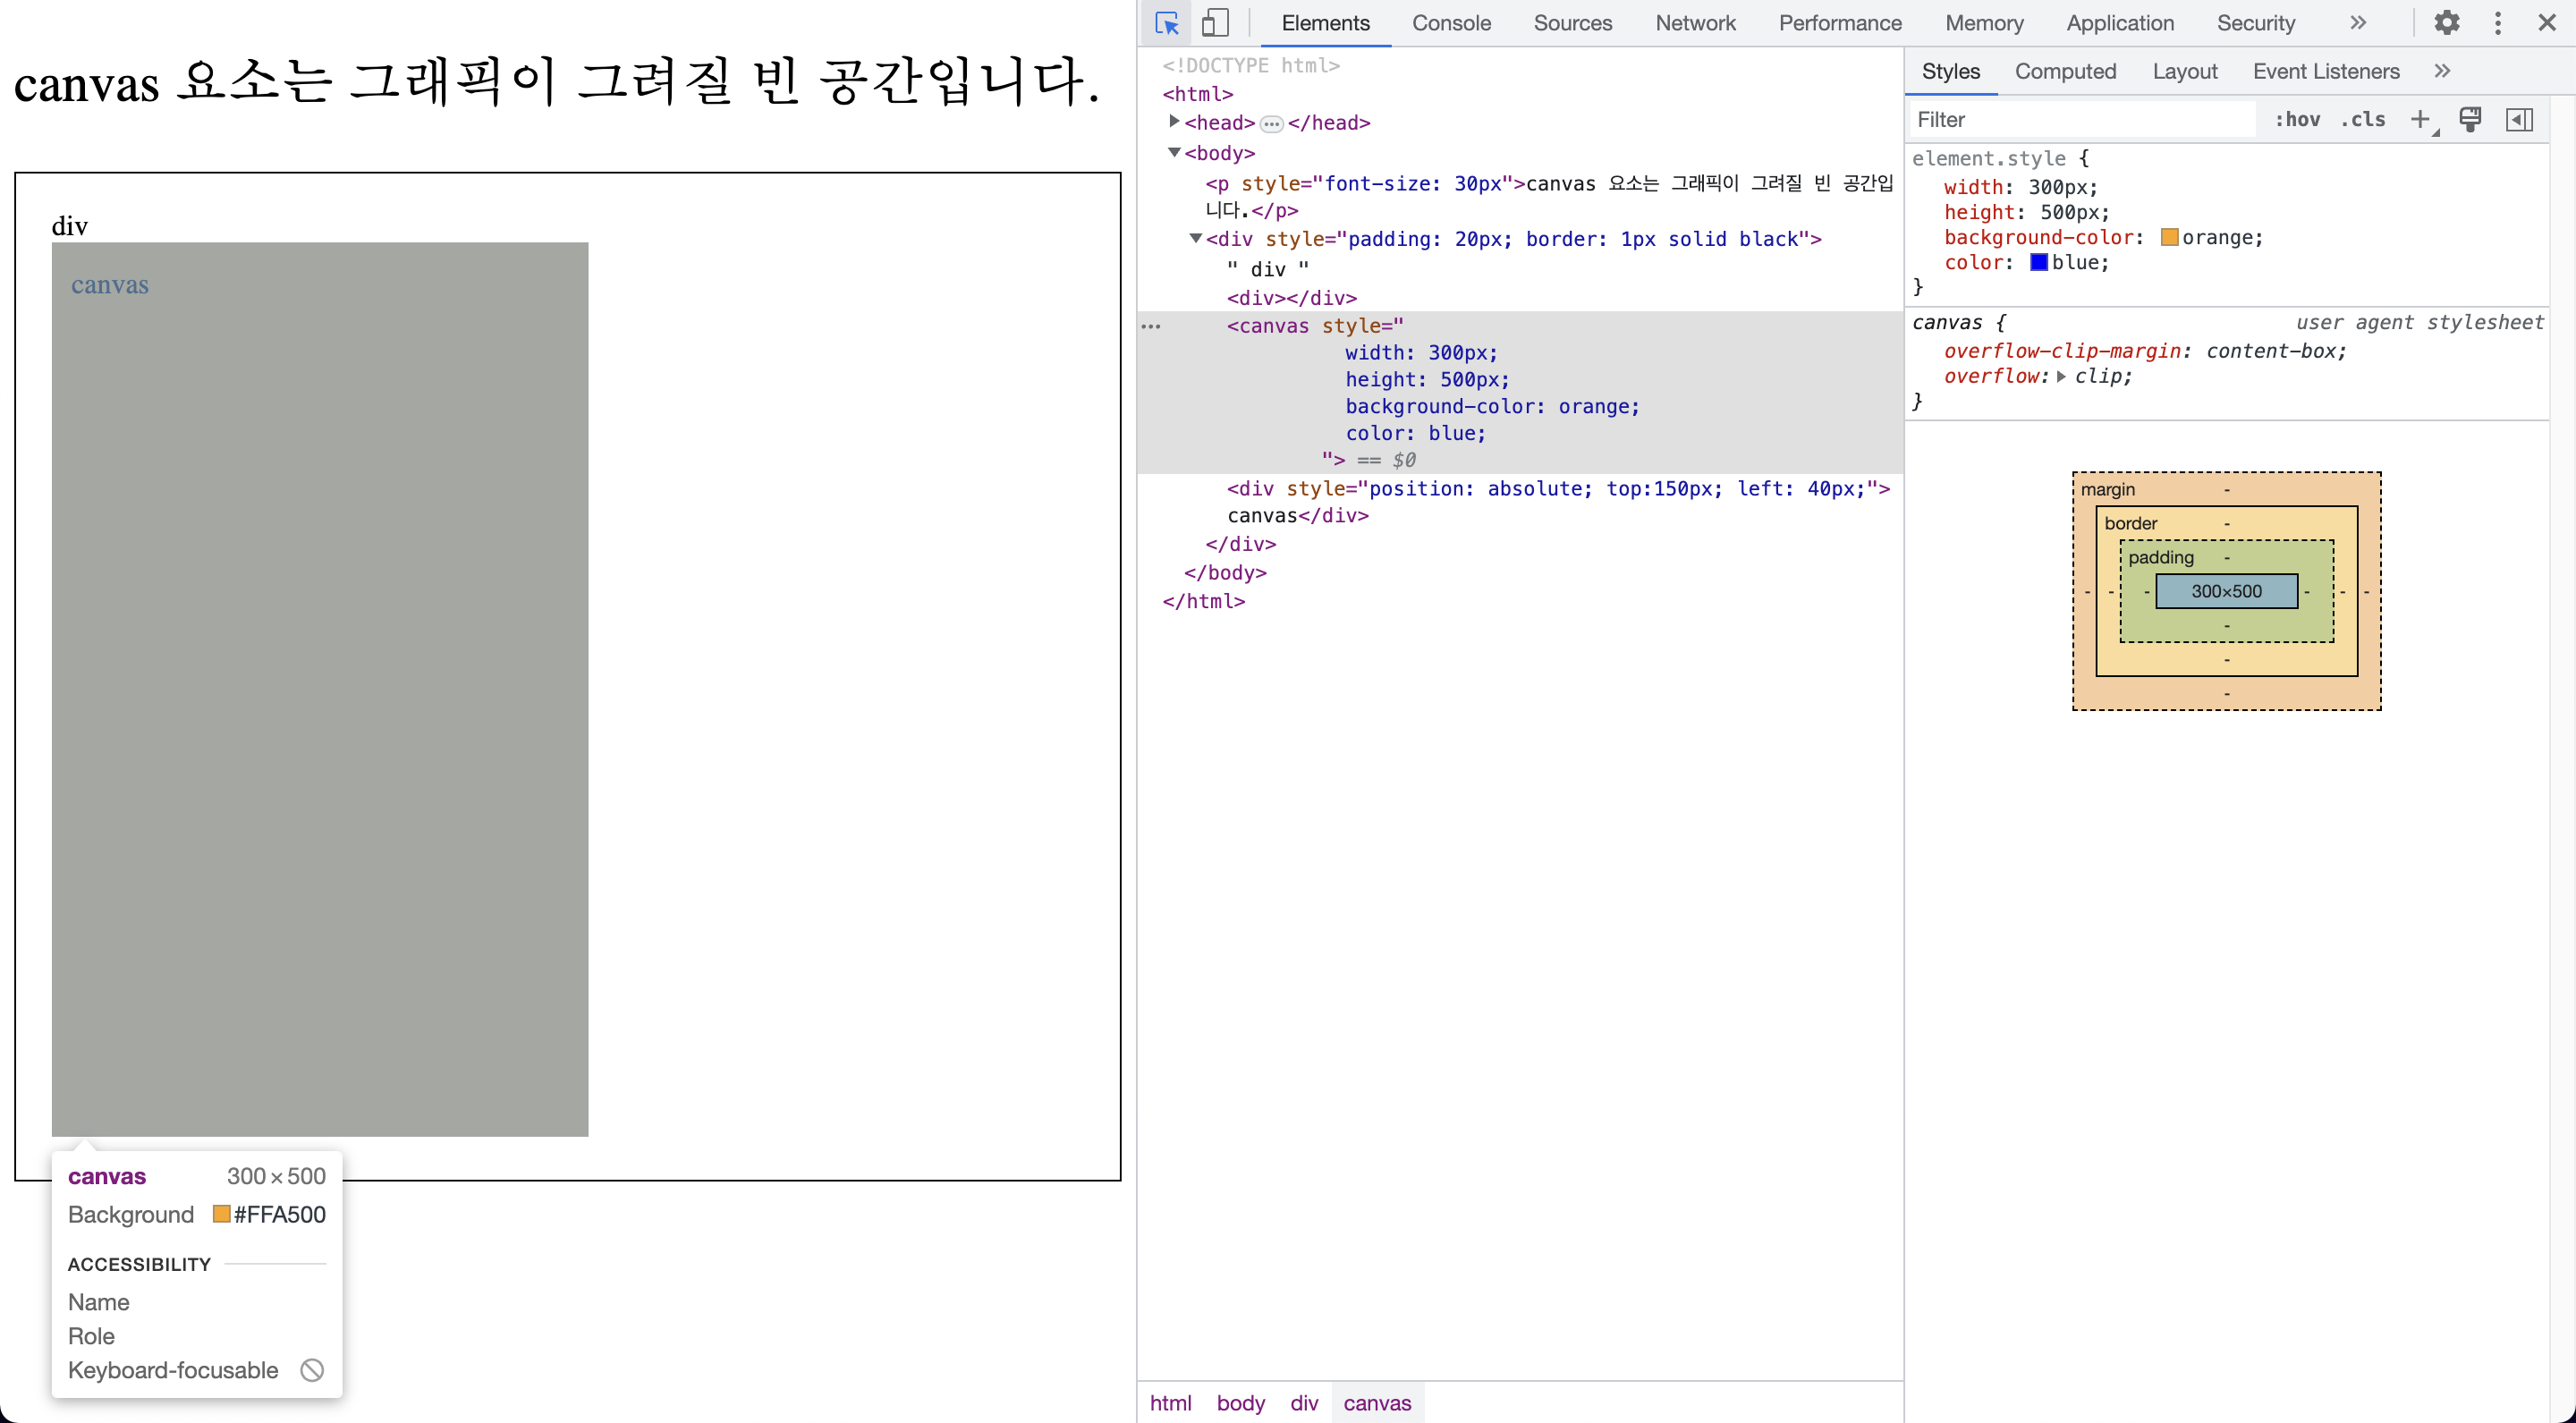 canvas 요소는 그래픽이 그려질 빈 공간입니다.
div
canvas
canvas 300 × 500
Background #FFA500
ACCESSIBILITY
Name
Role
Keyboard-focusable
Elements Console Sources Network Performance Memory Application Security »
<!DOCTYPE html>
<html>
<head> ••• </head>
<body>
<p style="font-size: 30px">canvas 요소는 그래픽이 그려질 빈 공간입
니다.</p>
<div style="padding: 20px; border: 1px solid black">
" div "
<div></div>
<canvas style="
width: 300px;
height: 500px;
background-color: orange;
color: blue;
"> == $0
<div style="position: absolute; top:150px; left: 40px;">
canvas</div>
</div>
</body>
</html>
html body div canvas
Styles Computed Layout Event Listeners »
Filter :hov .cls +
element.style {
width: 300px;
height: 500px;
background-color: orange;
color: blue;
}
canvas { user agent stylesheet
overflow-clip-margin: content-box;
overflow: clip;
}
margin -
border -
padding -
- - - 300×500 - - -
-
-
-